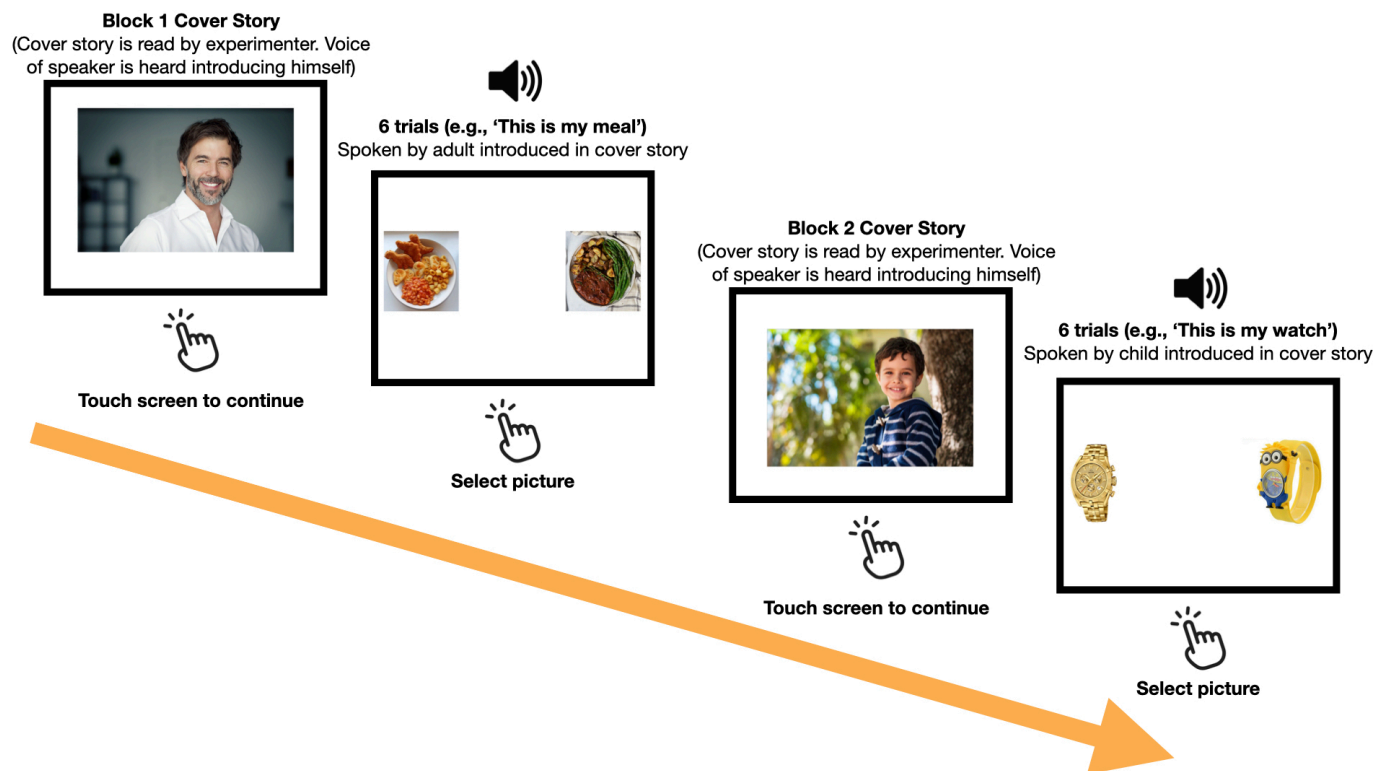 Block 1 Cover Story
(Cover story is read by experimenter. Voice
of speaker is heard introducing himself)
Touch screen to continue
6 trials (e.g., ‘This is my meal’)
Spoken by adult introduced in cover story
Select picture
Block 2 Cover Story
(Cover story is read by experimenter. Voice
of speaker is heard introducing himself)
Touch screen to continue
6 trials (e.g., ‘This is my watch’)
Spoken by child introduced in cover story
Select picture